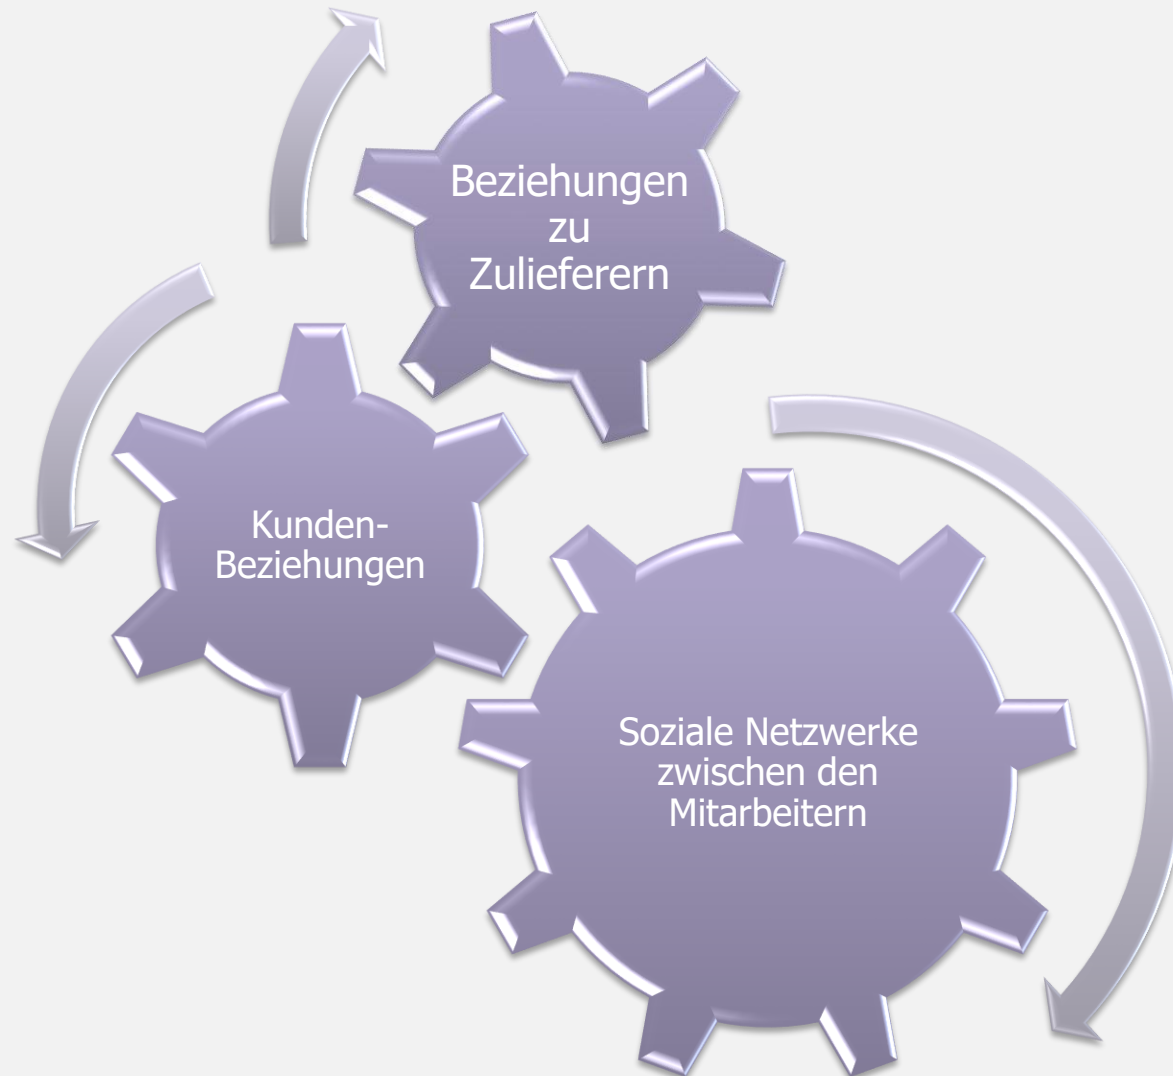 Beziehungen
zu
Zulieferern
Kunden-
Beziehungen
Soziale Netzwerke
zwischen den
Mitarbeitern